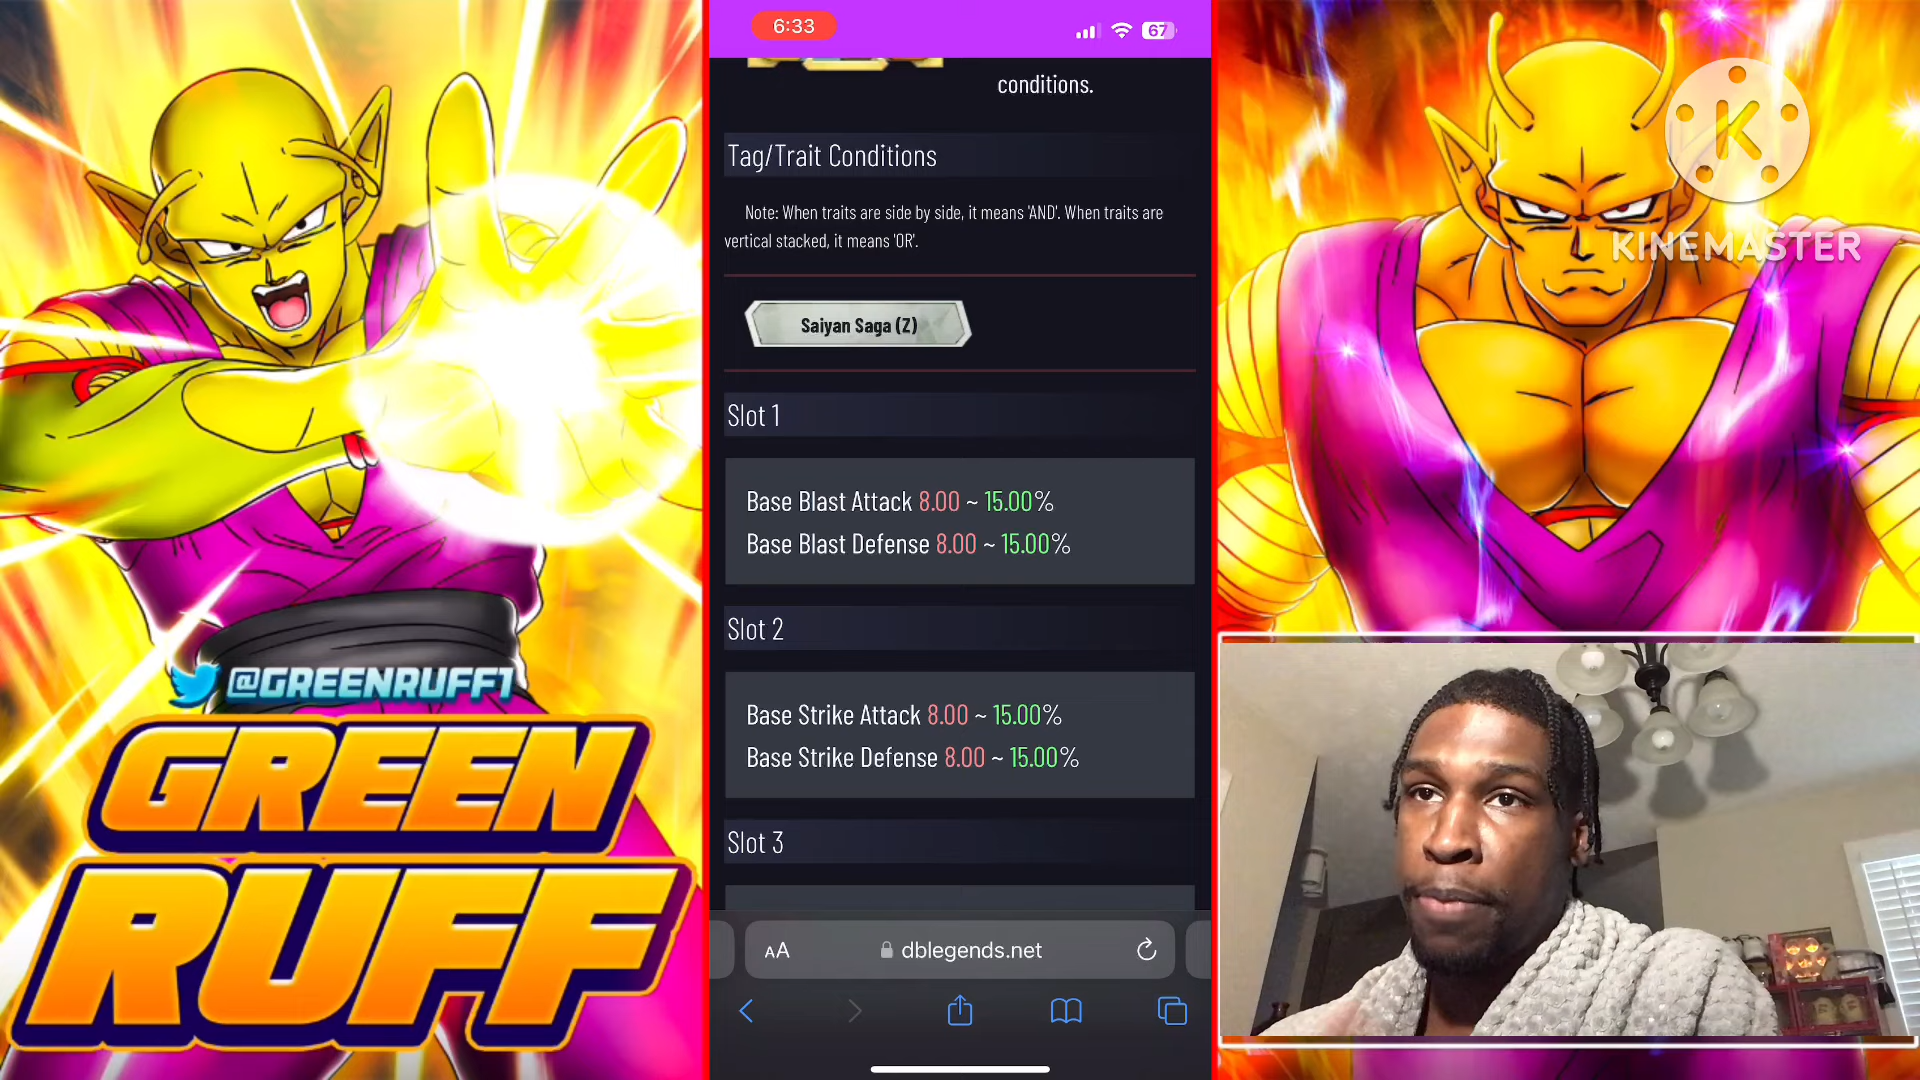 6:33
67
conditions.
Tag/Trait Conditions
Note: When traits are side by side, it means 'AND'. When traits are
vertical stacked, it means 'OR'.
Saiyan Saga (Z)
Slot 1
Base Blast Attack 8.00 ~ 15.00%
Base Blast Defense 8.00 ~ 15.00%
Slot 2
Base Strike Attack 8.00 ~ 15.00%
Base Strike Defense 8.00 ~ 15.00%
Slot 3
AA
dblegends.net
@GREENRUFF1
GREEN
RUFF
K
KINEMASTER